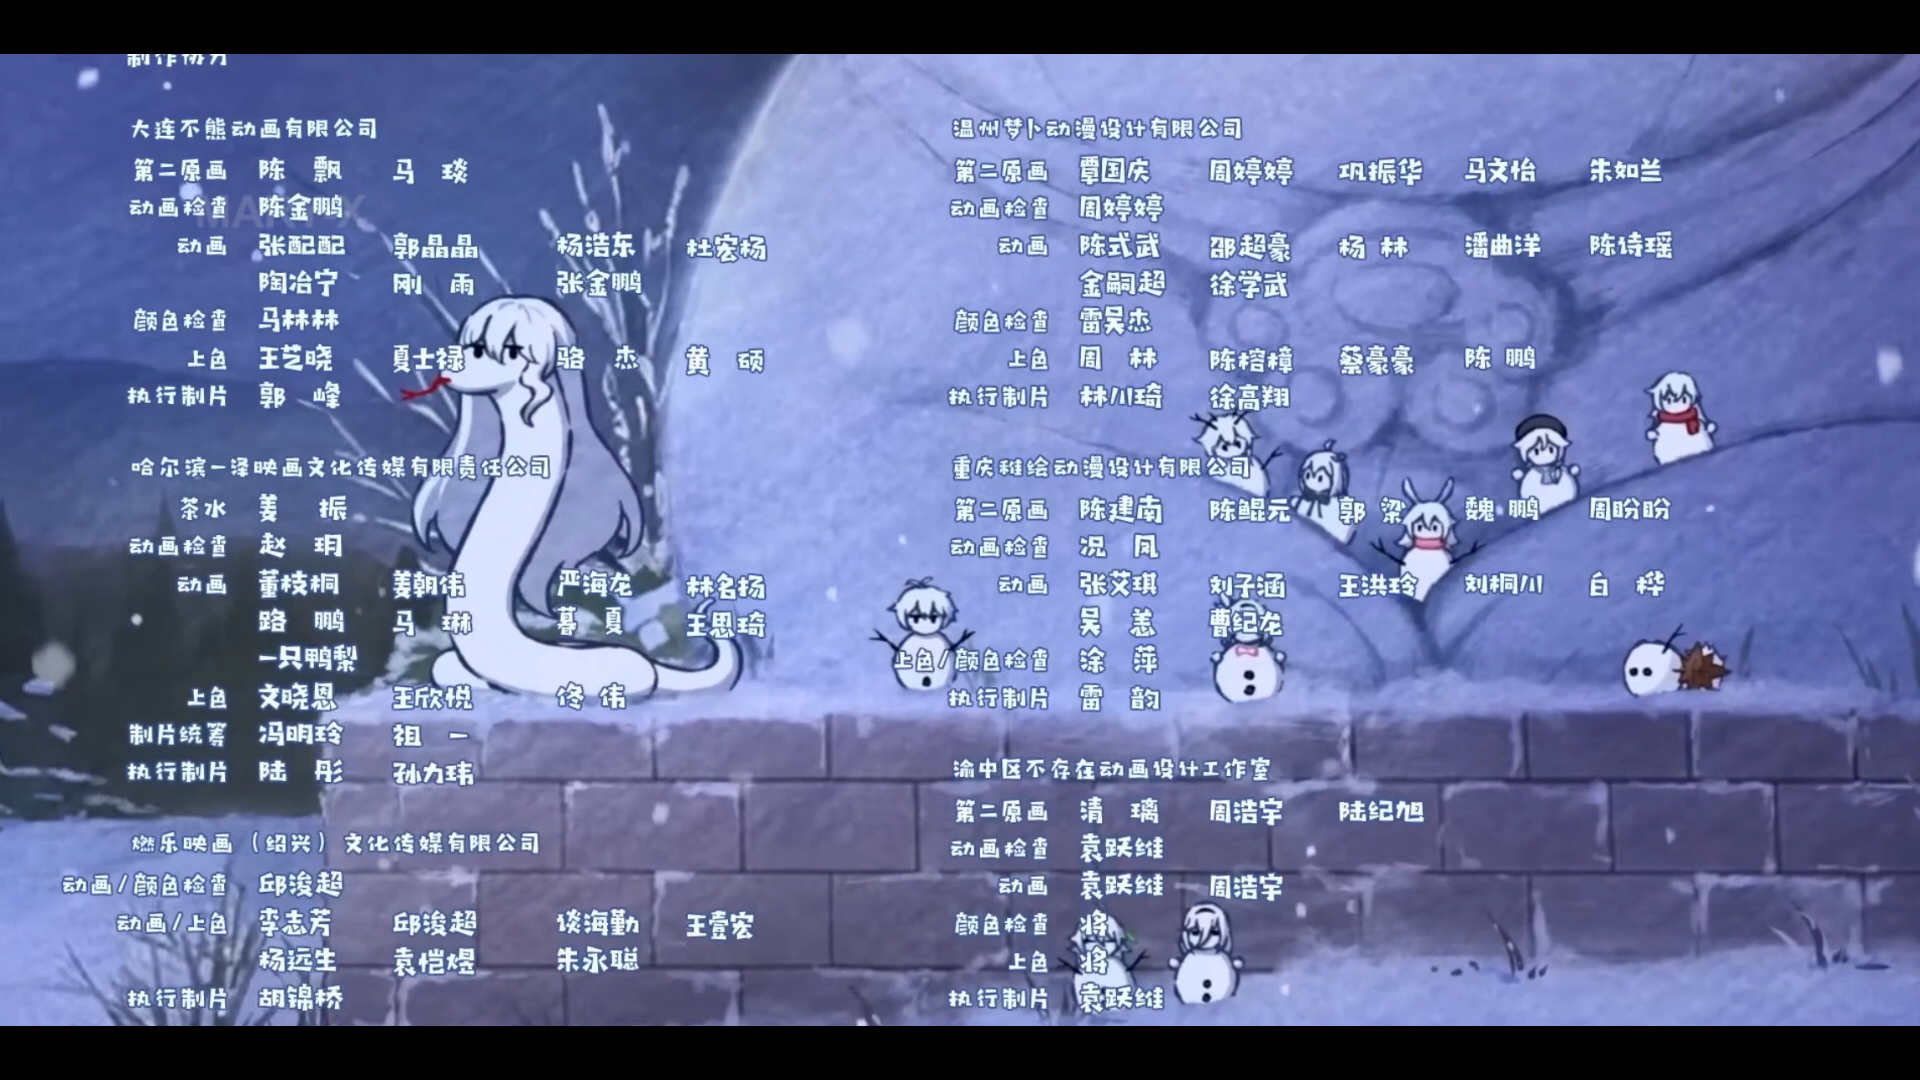 制作协力
大连不熊动画有限公司
第二原画 陈 飘 马 琰
动画检查 陈金鹏
动画 张配配 郭晶晶 杨浩东 杜宏杨
陶冶宁 刚 雨 张金鹏
颜色检查 马林林
上色 王艺晓 夏士禄 骆 杰 黄 硕
执行制片 郭 峰
哈尔滨一泽映画文化传媒有限责任公司
茶水 姜 振
动画检查 赵 玥
动画 董枝桐 姜朝伟 严海龙 林名扬
路 鹏 马 琳 暮 夏 王思琦
一只鸭梨
上色 文晓恩 王欣悦 佟 伟
制片统筹 冯明玲 祖 一
执行制片 陆 彤 孙力玮
燃乐映画（绍兴）文化传媒有限公司
动画/颜色检查 邱浚超
动画/上色 李志芳 邱浚超 谈海勤 王壹宏
杨远生 袁恺煜 朱永聪
执行制片 胡锦桥
温州梦卜动漫设计有限公司
第二原画 覃国庆 周婷婷 巩振华 马文怡 朱如兰
动画检查 周婷婷
动画 陈式武 邵超豪 杨 林 潘曲洋 陈诗瑶
金嗣超 徐学武
颜色检查 雷吴杰
上色 周 林 陈榕樟 蔡豪豪 陈 鹏
执行制片 林川琦 徐高翔
重庆稚绘动漫设计有限公司
第二原画 陈建南 陈鲲元 郭 梁 魏 鹏 周盼盼
动画检查 况 凤
动画 张艾琪 刘子涵 王洪玲 刘桐川 白 桦
吴 恙 曹纪龙
上色/颜色检查 涂 萍
执行制片 雷 韵
渝中区不存在动画设计工作室
第二原画 清 璃 周浩宇 陆纪旭
动画检查 袁跃维
动画 袁跃维 周浩宇
颜色检查 将
上色 将
执行制片 袁跃维